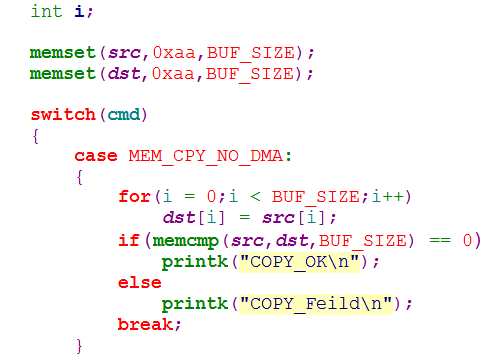 int i;
memset(src,0xaa,BUF_SIZE);
memset(dst,0xaa,BUF_SIZE);
switch(cmd)
{
case MEM_CPY_NO_DMA:
{
for(i = 0;i < BUF_SIZE;i++)
dst[i] = src[i];
if(memcmp(src,dst,BUF_SIZE) == 0)
printk("COPY_OK\n");
else
printk("COPY_Feild\n");
break;
}